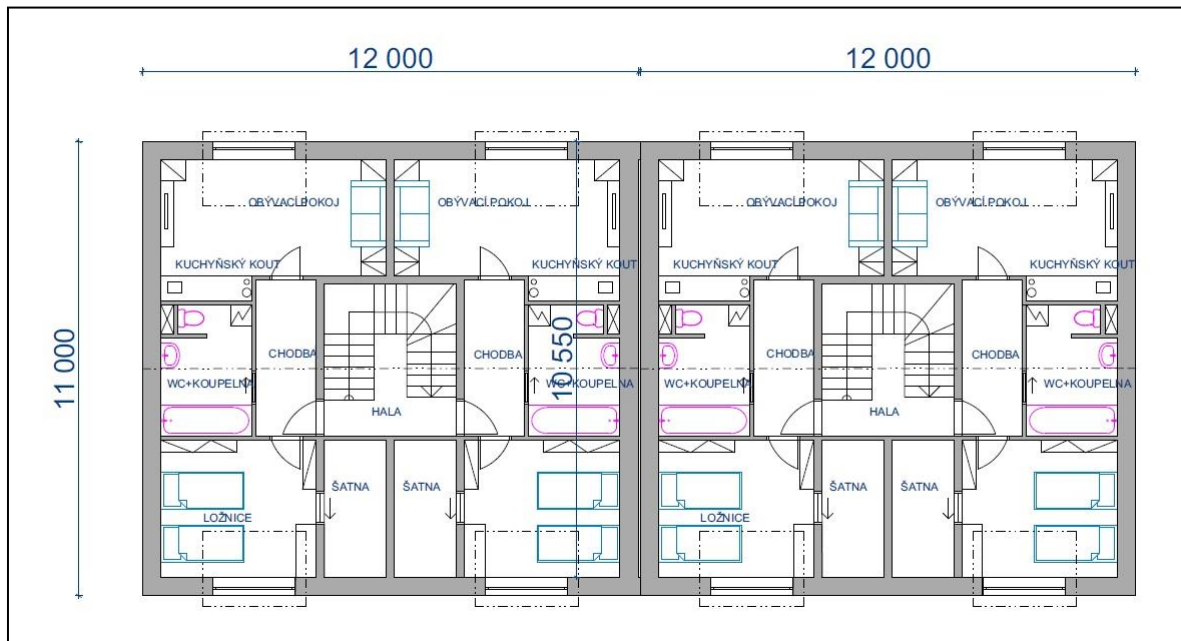 12 000 12 000
OBÝVACÍ POKOJ OBÝVACÍ POKOJ OBÝVACÍ POKOJ OBÝVACÍ POKOJ
KUCHYŇSKÝ KOUT KUCHYŇSKÝ KOUT KUCHYŇSKÝ KOUT KUCHYŇSKÝ KOUT
CHODBA CHODBA CHODBA CHODBA
11 000
10 550
WC+KOUPELNA WC+KOUPELNA WC+KOUPELNA WC+KOUPELNA
HALA HALA
ŠATNA ŠATNA ŠATNA ŠATNA
LOŽNICE LOŽNICE